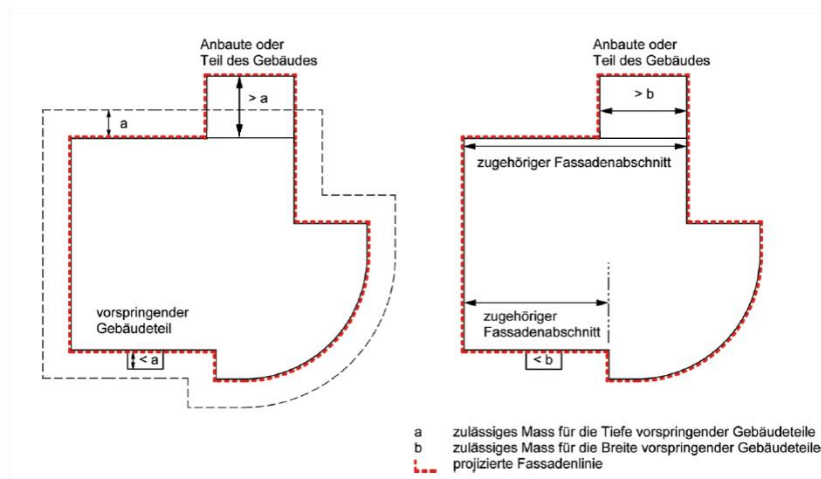 Anbaute oder
Teil des Gebäudes
> a
a
vorspringender
Gebäudeteil
< a
Anbaute oder
Teil des Gebäudes
> b
zugehöriger Fassadenabschnitt
zugehöriger
Fassadenabschnitt
< b
a zulässiges Mass für die Tiefe vorspringender Gebäudeteile
b zulässiges Mass für die Breite vorspringender Gebäudeteile
projizierte Fassadenlinie